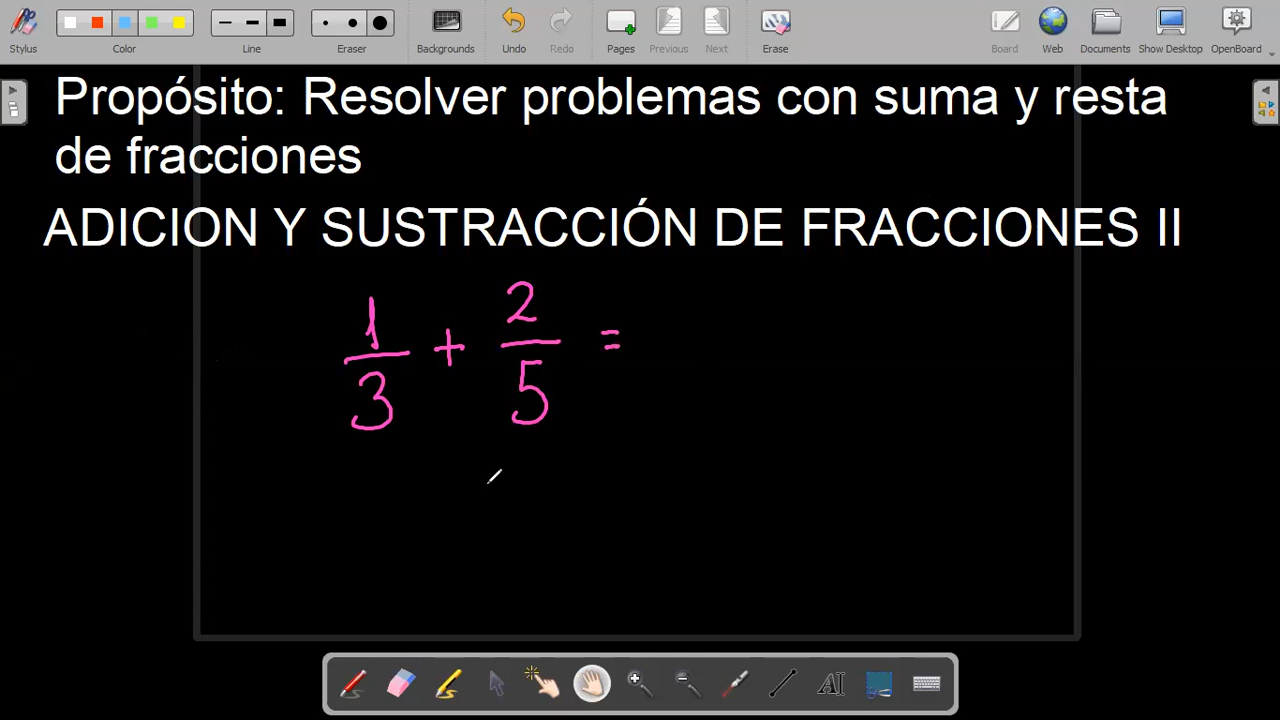 Stylus Color Line Eraser Backgrounds Undo Redo Pages Previous Next Erase Board Web Documents Show Desktop OpenBoard
Propósito: Resolver problemas con suma y resta
de fracciones
ADICION Y SUSTRACCIÓN DE FRACCIONES II
1/3 + 2/5 =
AI